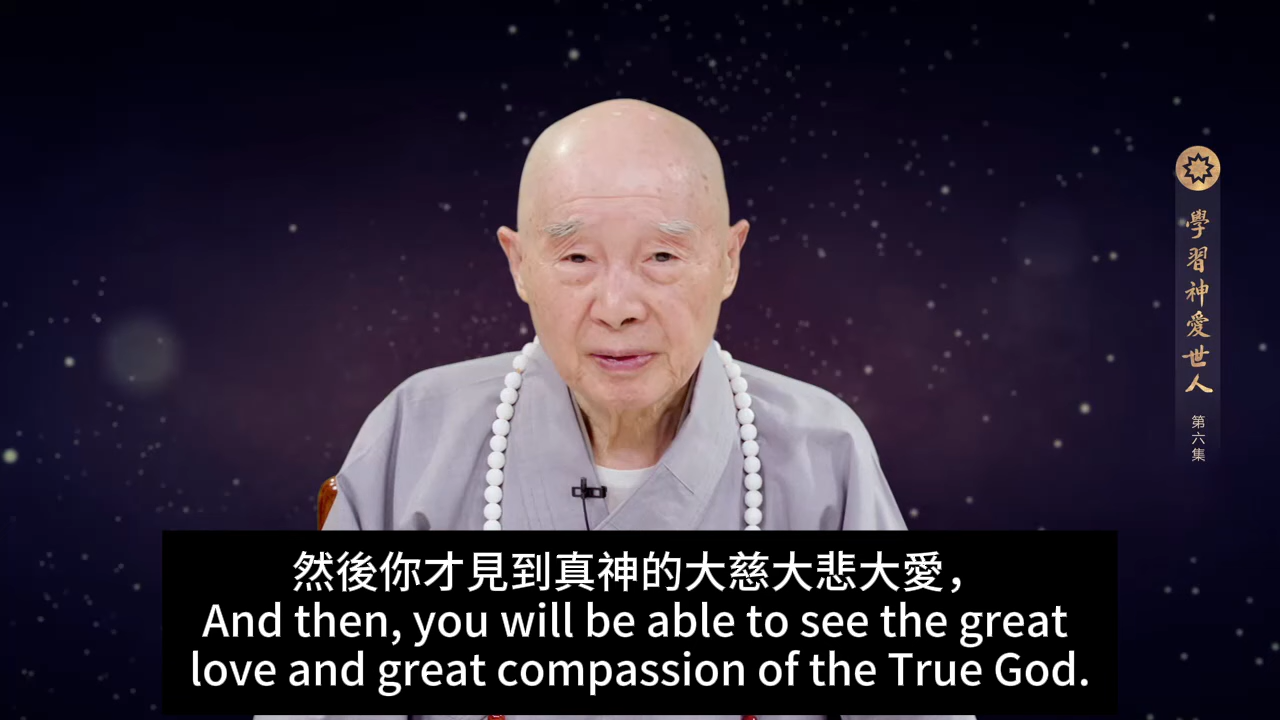 學習神愛世人
第六集
然後你才見到真神的大慈大悲大愛，
And then, you will be able to see the great
love and great compassion of the True God.